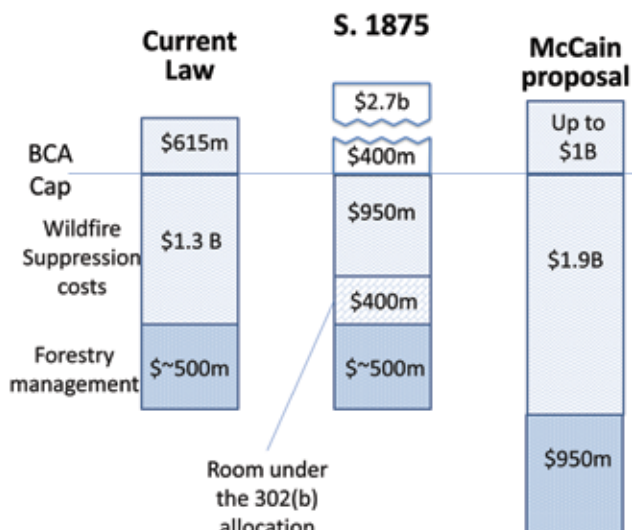 Current
Law
S. 1875
McCain
proposal
$2.7b
$615m
$400m
Up to
$1B
BCA
Cap
Wildfire
Suppression
costs
$1.3 B
$950m
$1.9B
$400m
Forestry
management
$~500m
$~500m
$950m
Room under
the 302(b)
allocation